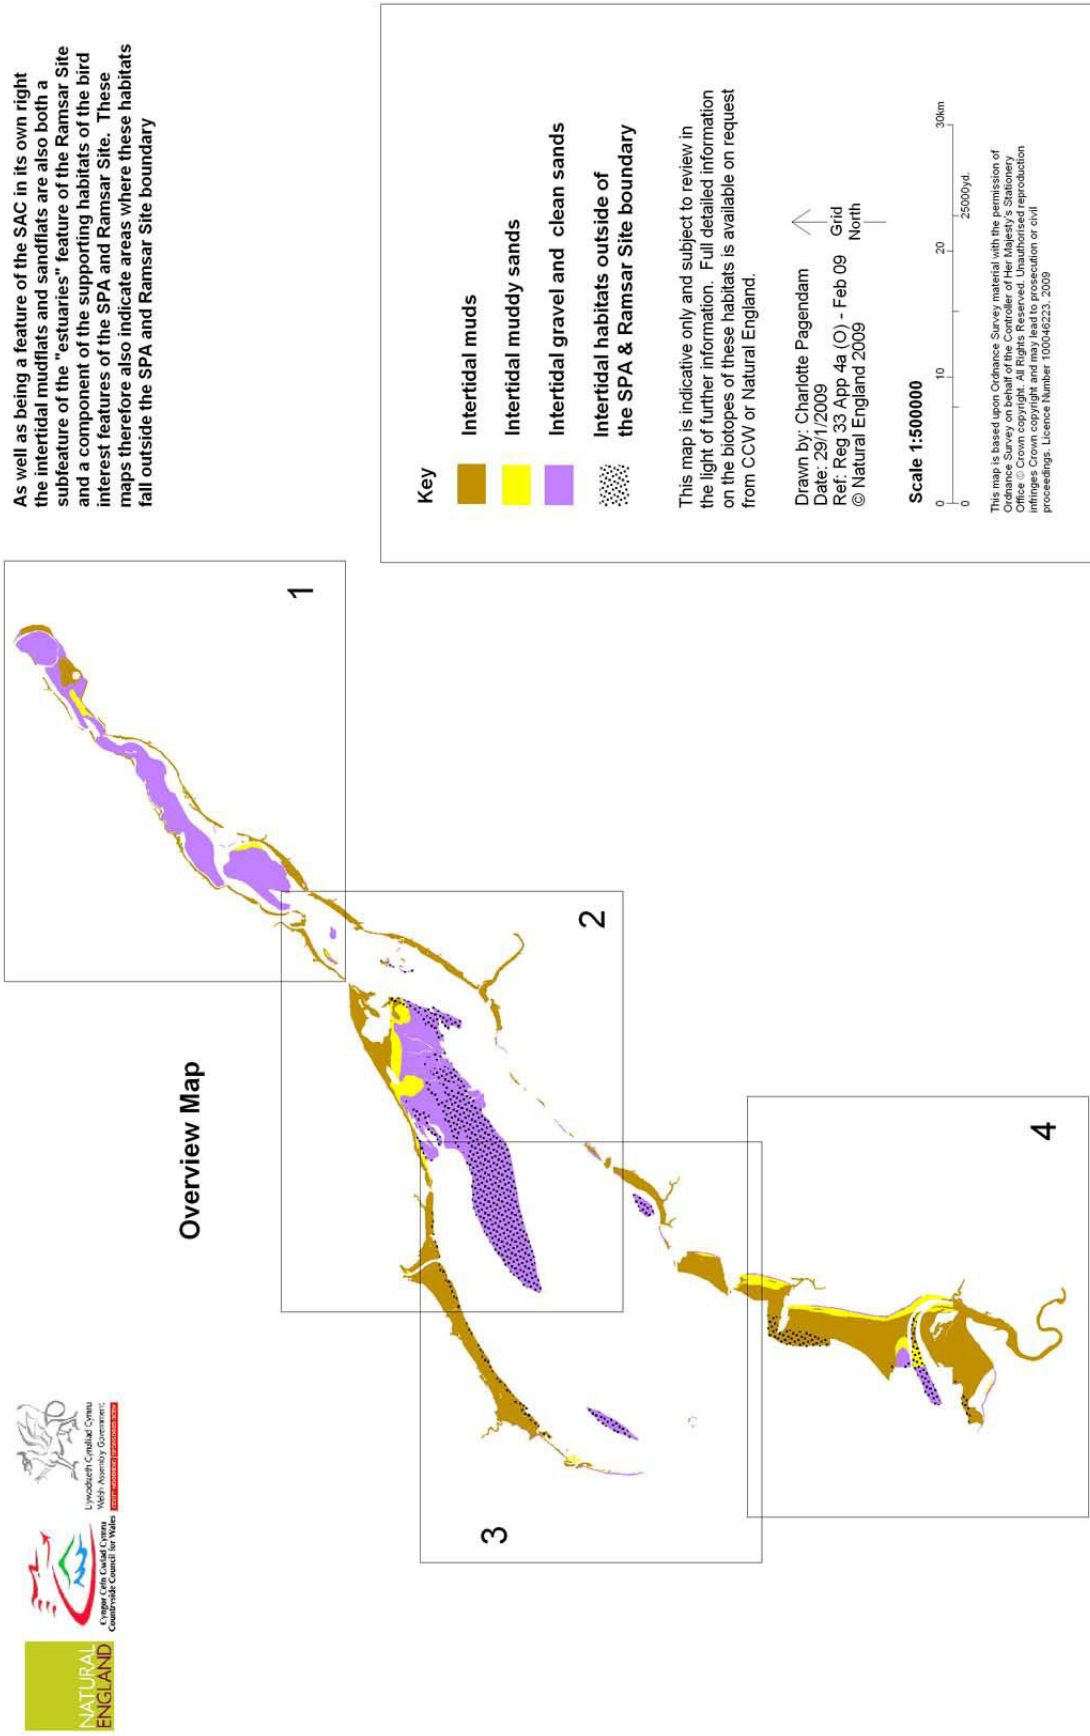 NATURAL
ENGLAND
Cyngor Cefn Gwlad Cymru
Countryside Council for Wales
Llywodraeth Cynulliad Cymru
Welsh Assembly Government
As well as being a feature of the SAC in its own right
the intertidal mudflats and sandflats are also both a
subfeature of the "estuaries" feature of the Ramsar Site
and a component of the supporting habitats of the bird
interest features of the SPA and Ramsar Site. These
maps therefore also indicate areas where these habitats
fall outside the SPA and Ramsar Site boundary
Overview Map
1
2
3
4
Key
Intertidal muds
Intertidal muddy sands
Intertidal gravel and clean sands
Intertidal habitats outside of
the SPA & Ramsar Site boundary
This map is indicative only and subject to review in
the light of further information. Full detailed information
on the biotopes of these habitats is available on request
from CCW or Natural England.
Drawn by: Charlotte Pagendam
Date: 29/1/2009
Ref: Reg 33 App 4a (O) - Feb 09
© Natural England 2009
Grid
North
Scale 1:500000
0 10 20 30km
0 25000yd.
This map is based upon Ordnance Survey material with the permission of
Ordnance Survey on behalf of the Controller of Her Majesty's Stationery
Office © Crown copyright. All Rights Reserved. Unauthorised reproduction
infringes Crown copyright and may lead to prosecution or civil
proceedings. Licence Number 100046223. 2009